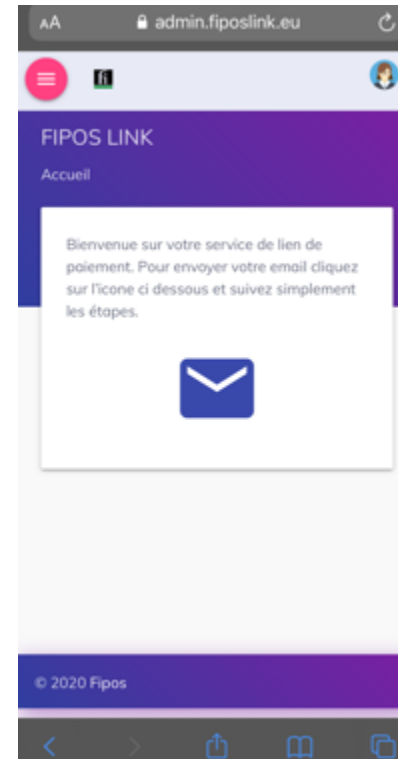 AA admin.fiposlink.eu
fi
FIPOS LINK
Accueil
Bienvenue sur votre service de lien de
paiement. Pour envoyer votre email cliquez
sur l'icone ci dessous et suivez simplement
les étapes.
© 2020 Fipos